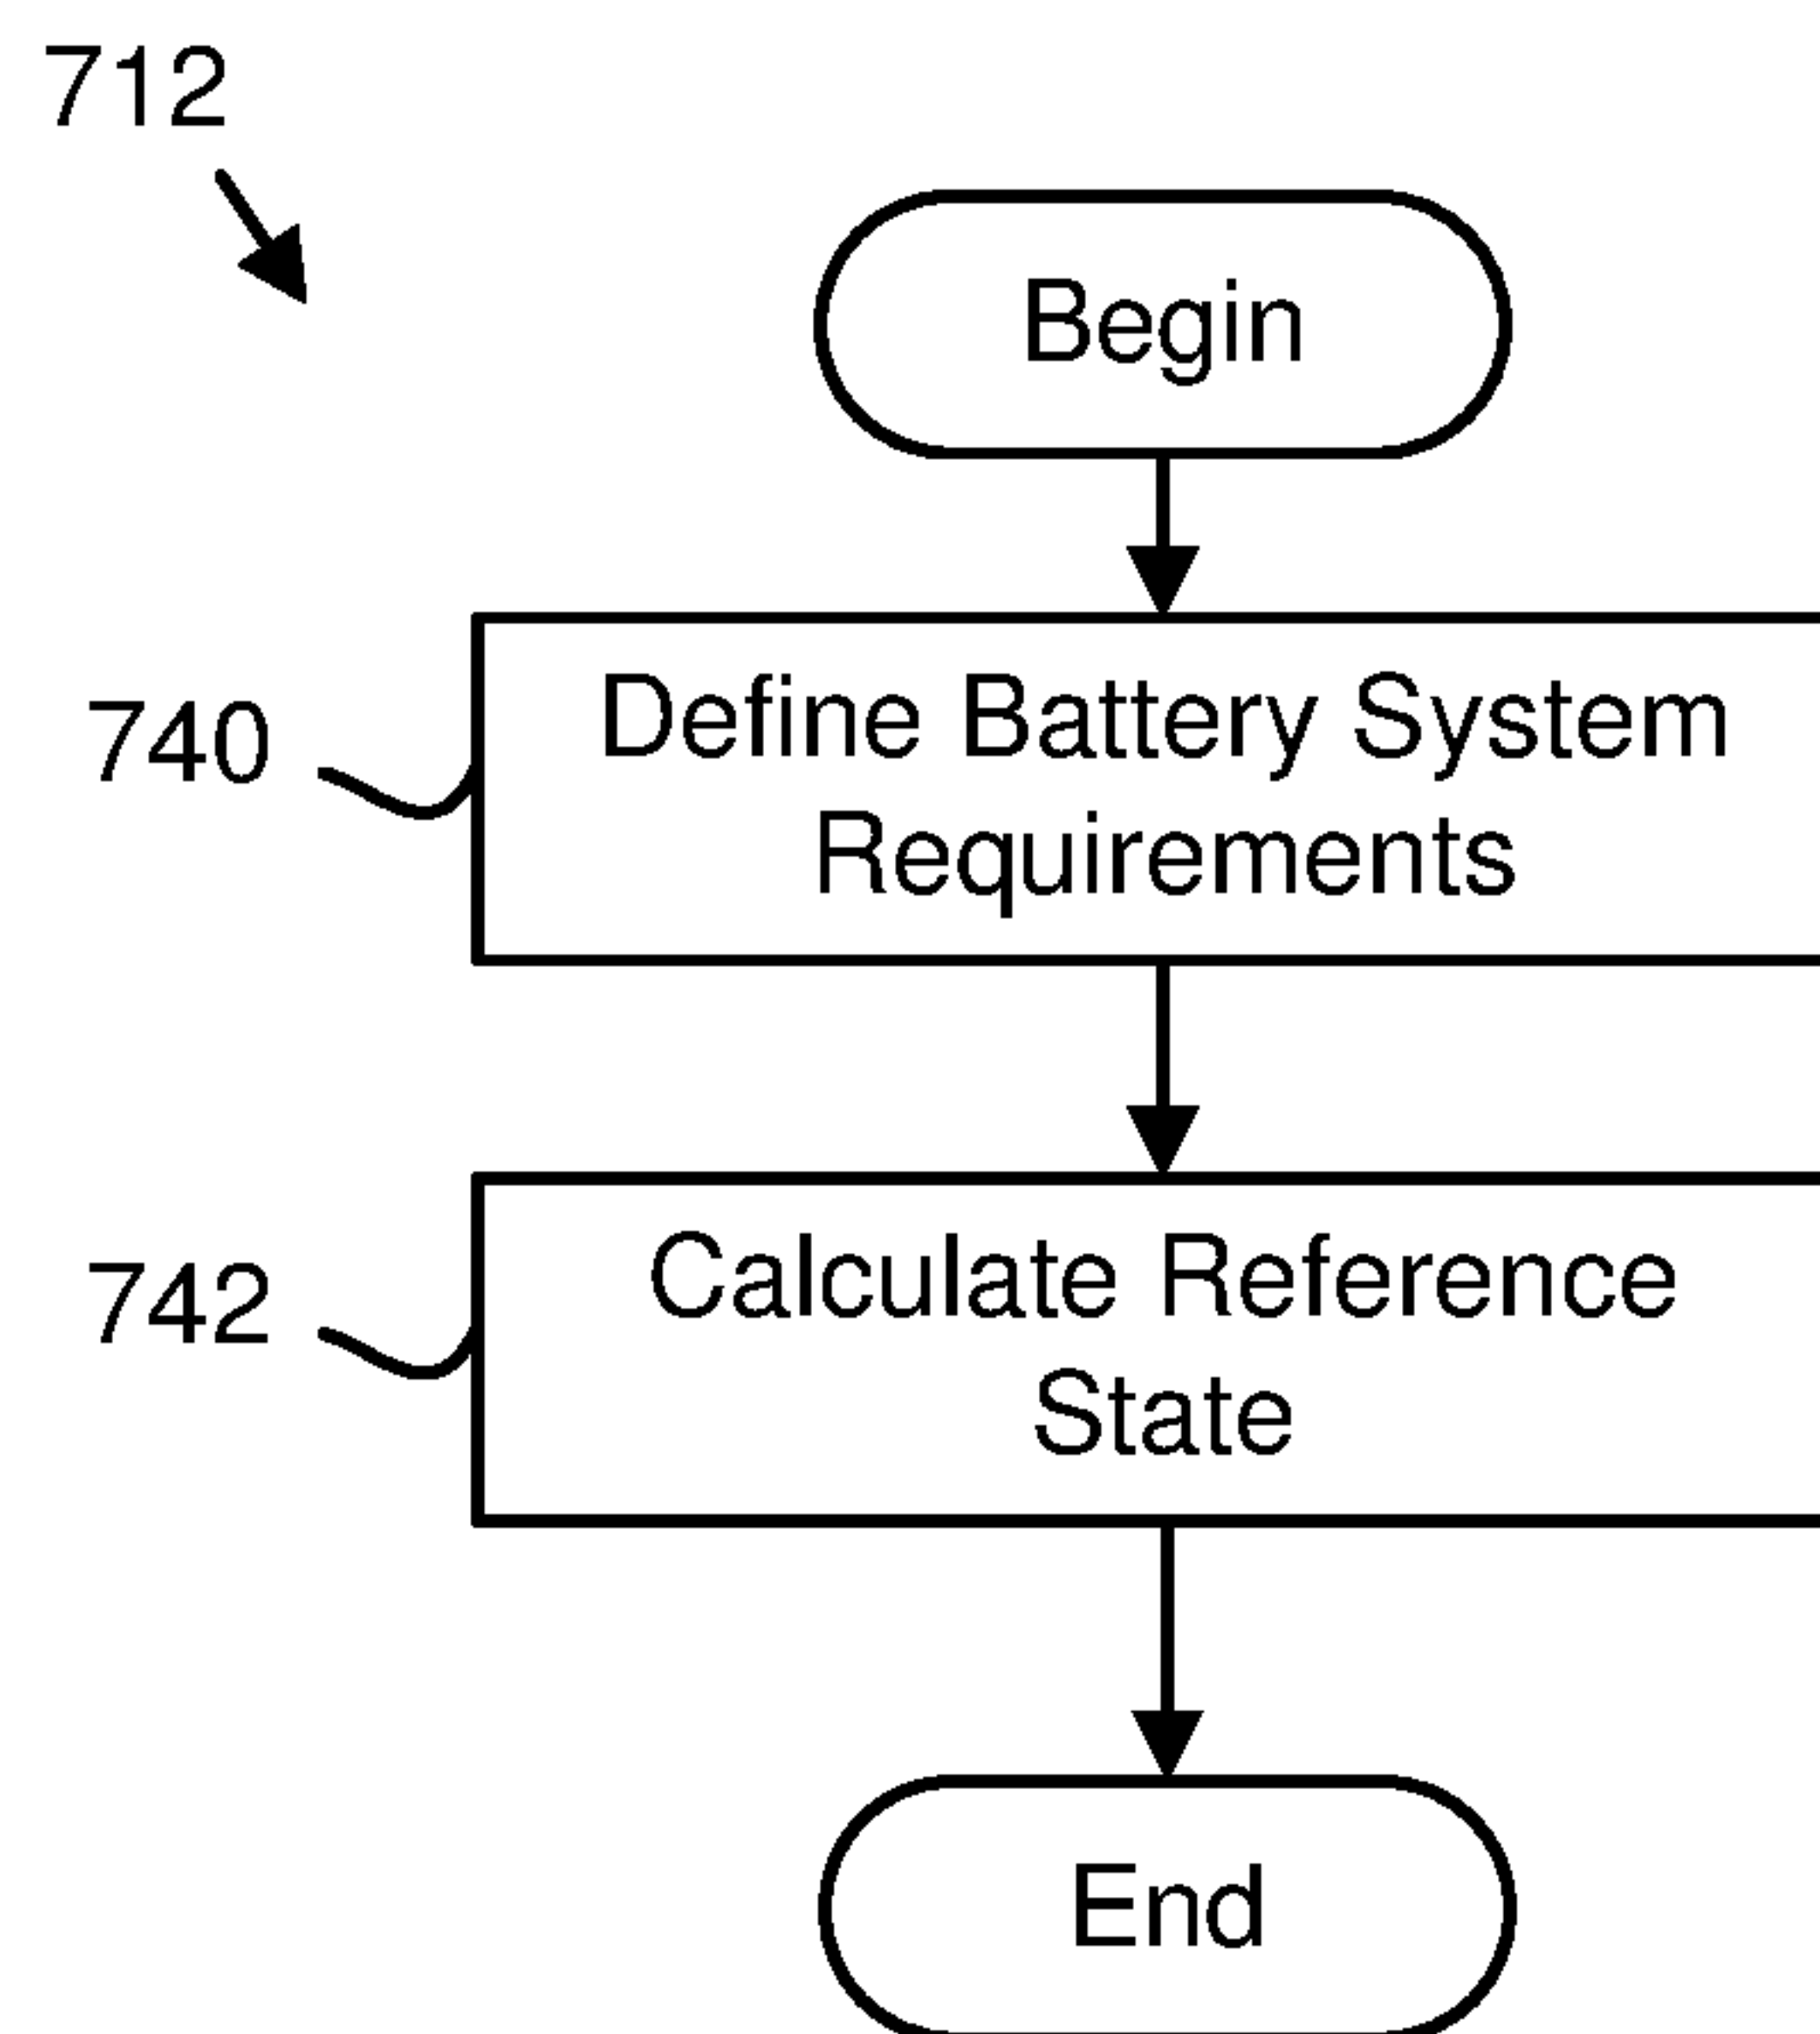 712
Begin
740
Define Battery System
Requirements
742
Calculate Reference
State
End